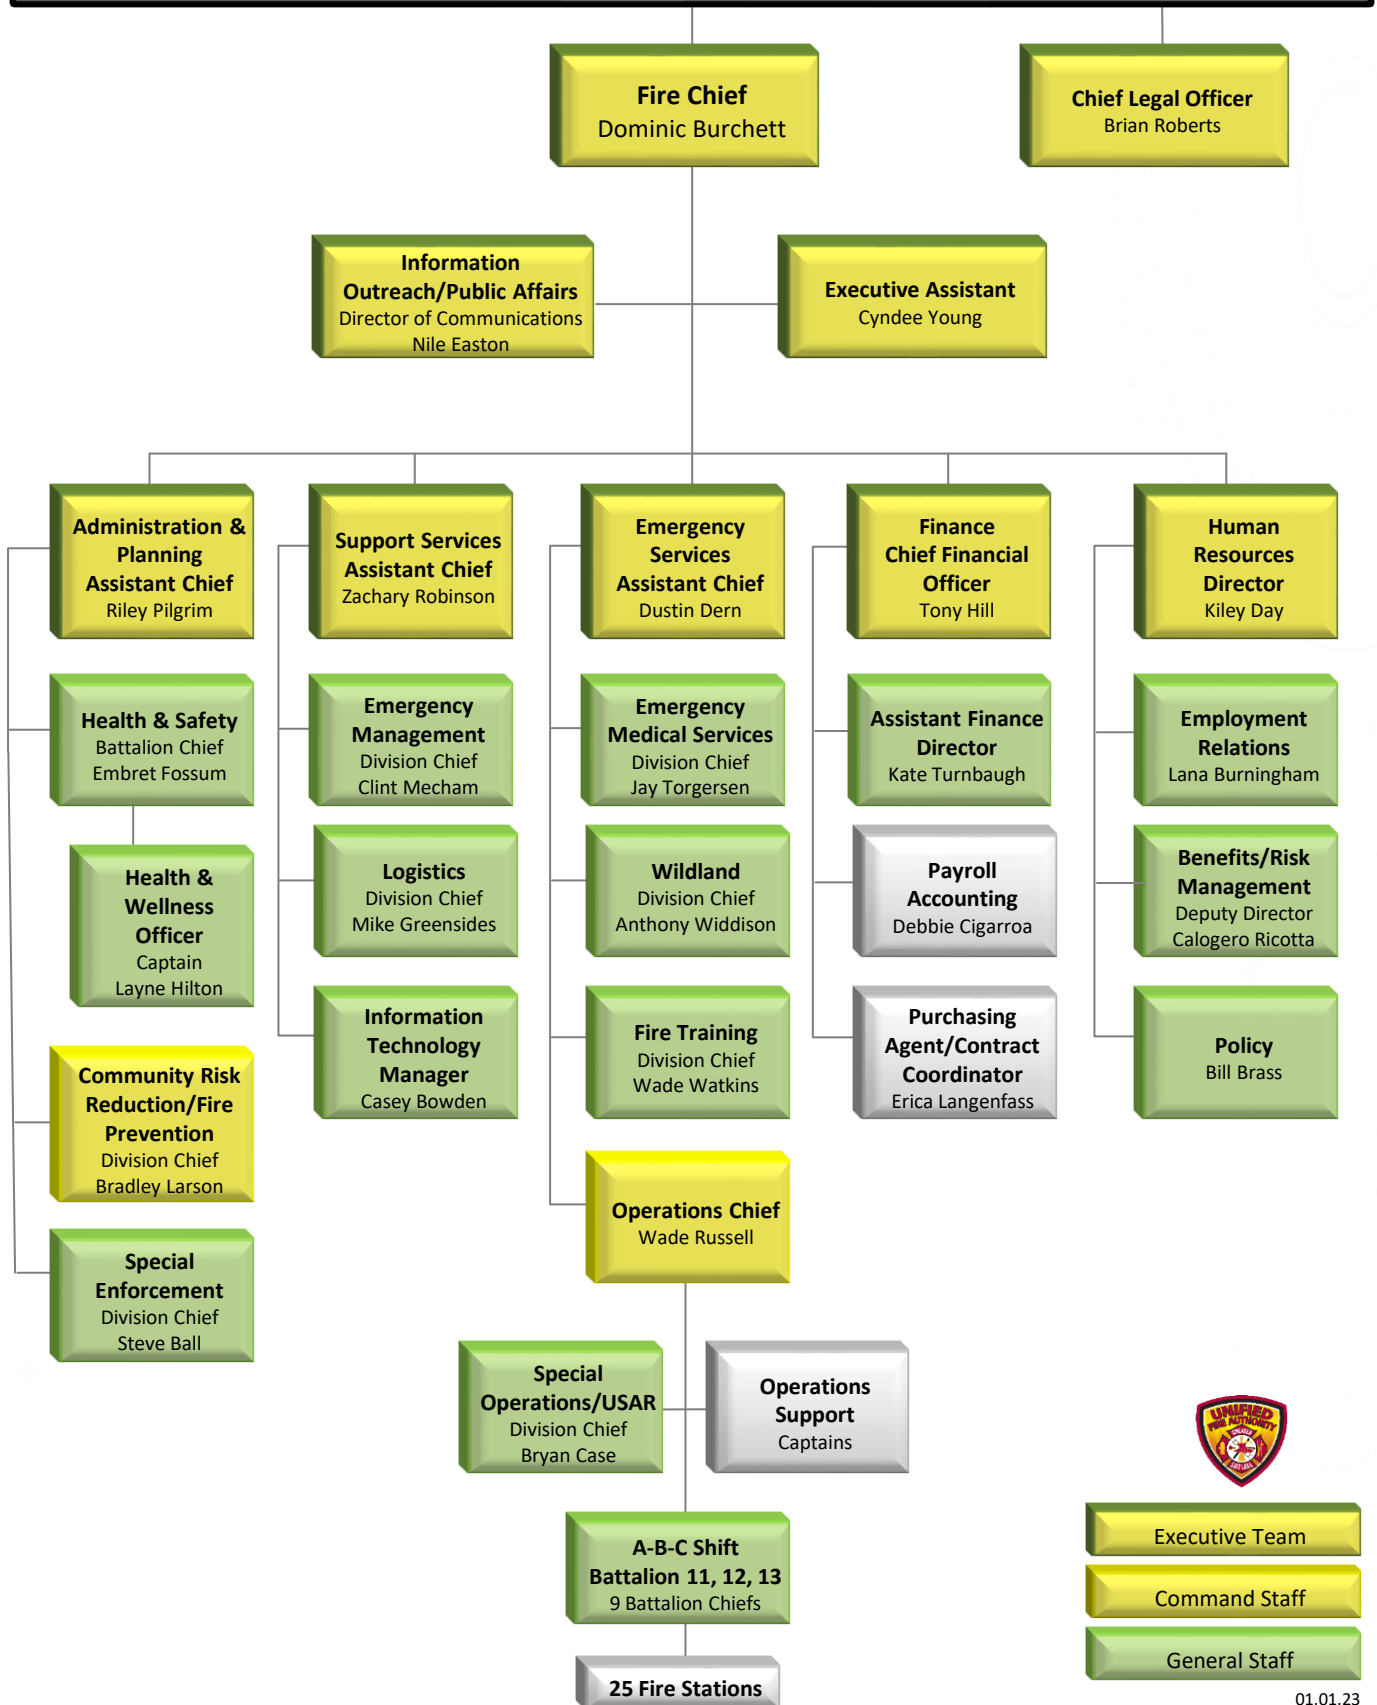 Fire Chief
Dominic Burchett
Chief Legal Officer
Brian Roberts
Information
Outreach/Public Affairs
Director of Communications
Nile Easton
Executive Assistant
Cyndee Young
Administration &
Planning
Assistant Chief
Riley Pilgrim
Support Services
Assistant Chief
Zachary Robinson
Emergency
Services
Assistant Chief
Dustin Dern
Finance
Chief Financial
Officer
Tony Hill
Human
Resources
Director
Kiley Day
Health & Safety
Battalion Chief
Embret Fossum
Emergency
Management
Division Chief
Clint Mecham
Emergency
Medical Services
Division Chief
Jay Torgersen
Assistant Finance
Director
Kate Turnbaugh
Employment
Relations
Lana Burningham
Health &
Wellness
Officer
Captain
Layne Hilton
Logistics
Division Chief
Mike Greensides
Wildland
Division Chief
Anthony Widdison
Payroll
Accounting
Debbie Cigarroa
Benefits/Risk
Management
Deputy Director
Calogero Ricotta
Information
Technology
Manager
Casey Bowden
Fire Training
Division Chief
Wade Watkins
Purchasing
Agent/Contract
Coordinator
Erica Langenfass
Policy
Bill Brass
Community Risk
Reduction/Fire
Prevention
Division Chief
Bradley Larson
Operations Chief
Wade Russell
Special
Enforcement
Division Chief
Steve Ball
Special
Operations/USAR
Division Chief
Bryan Case
Operations
Support
Captains
A-B-C Shift
Battalion 11, 12, 13
9 Battalion Chiefs
25 Fire Stations
UNIFIED
FIRE AUTHORITY
GREATER
SALT LAKE
Executive Team
Command Staff
General Staff
01.01.23